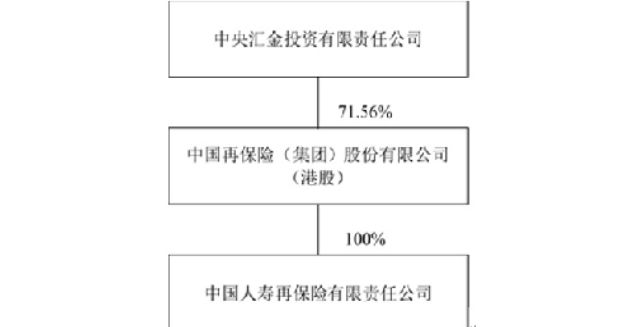 中央汇金投资有限责任公司
71.56%
中国再保险（集团）股份有限公司
（港股）
100%
中国人寿再保险有限责任公司